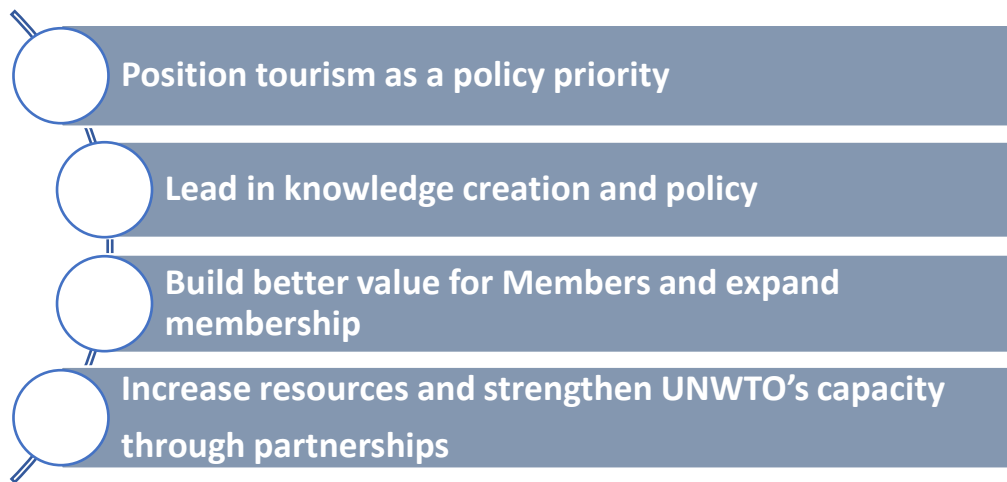 Position tourism as a policy priority
Lead in knowledge creation and policy
Build better value for Members and expand
membership
Increase resources and strengthen UNWTO’s capacity
through partnerships